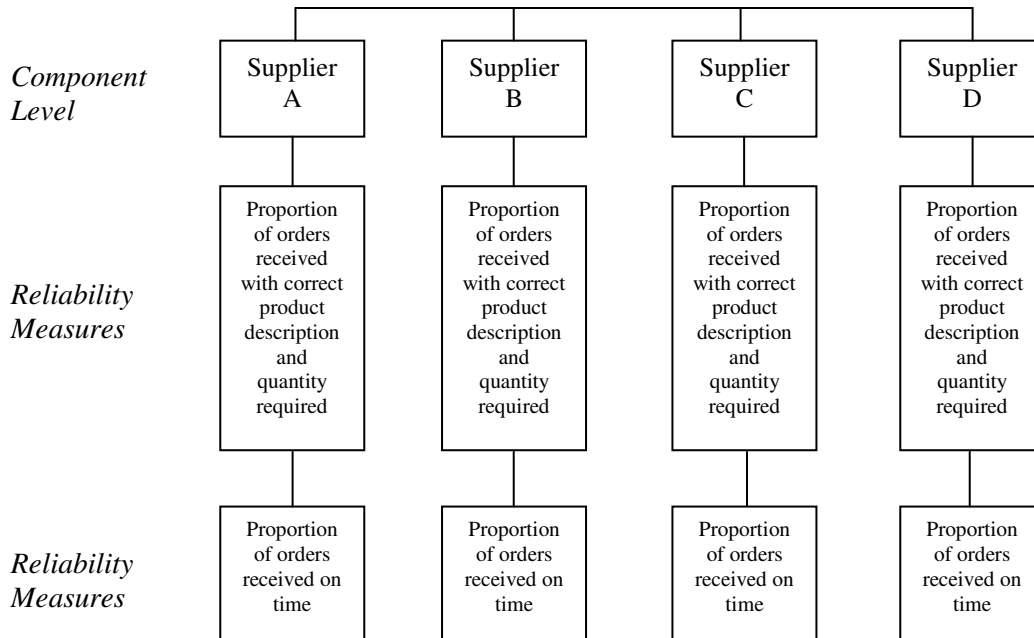 Component
Level
Supplier
A
Supplier
B
Supplier
C
Supplier
D
Reliability
Measures
Proportion
of orders
received
with correct
product
description
and
quantity
required
Proportion
of orders
received
with correct
product
description
and
quantity
required
Proportion
of orders
received
with correct
product
description
and
quantity
required
Proportion
of orders
received
with correct
product
description
and
quantity
required
Reliability
Measures
Proportion
of orders
received on
time
Proportion
of orders
received on
time
Proportion
of orders
received on
time
Proportion
of orders
received on
time